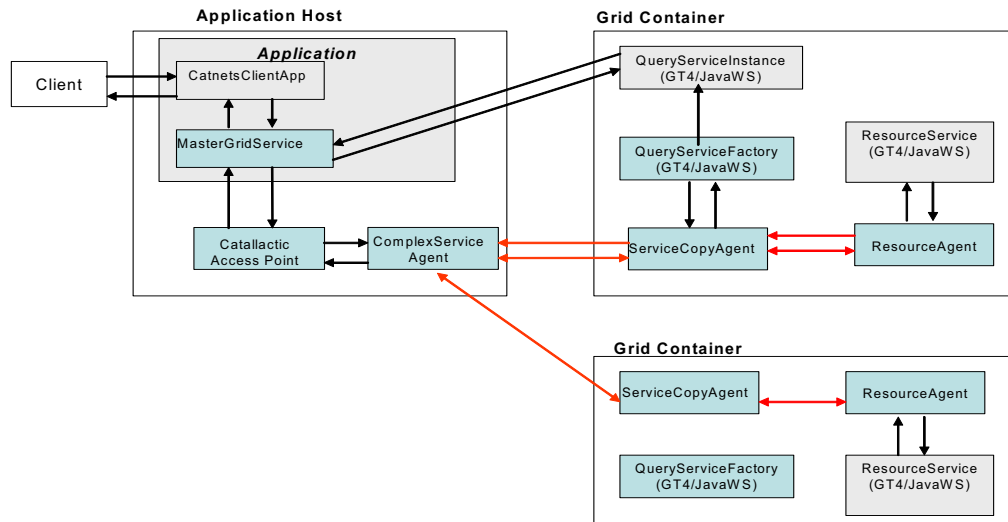 Application Host
Application
Client
CatnetsClientApp
MasterGridService
Catallactic
Access Point
ComplexService
Agent
Grid Container
QueryServiceInstance
(GT4/JavaWS)
QueryServiceFactory
(GT4/JavaWS)
ResourceService
(GT4/JavaWS)
ServiceCopyAgent
ResourceAgent
Grid Container
ServiceCopyAgent
ResourceAgent
QueryServiceFactory
(GT4/JavaWS)
ResourceService
(GT4/JavaWS)